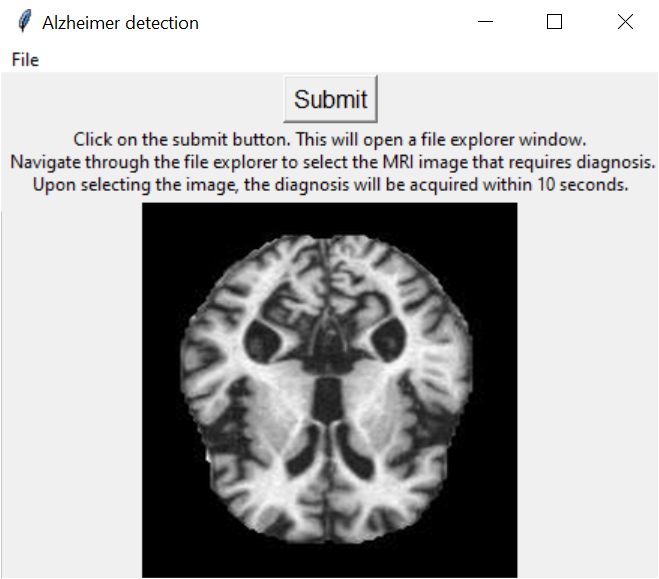 Alzheimer detection
File
Submit
Click on the submit button. This will open a file explorer window.
Navigate through the file explorer to select the MRI image that requires diagnosis.
Upon selecting the image, the diagnosis will be acquired within 10 seconds.